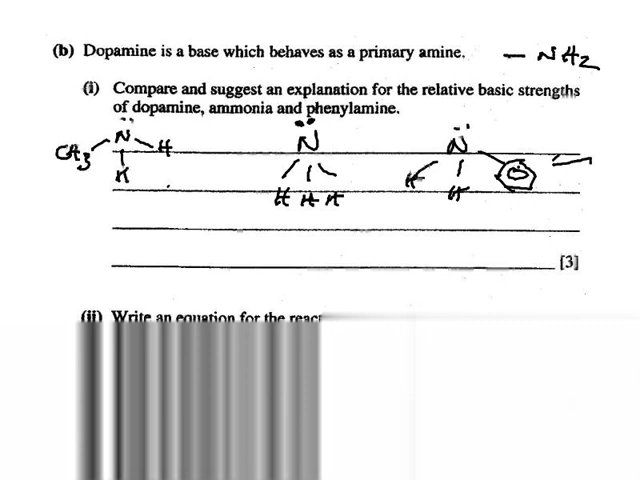 (b) Dopamine is a base which behaves as a primary amine. – NH2
(i) Compare and suggest an explanation for the relative basic strengths
of dopamine, ammonia and phenylamine.
N̈ N̈ N̈
CH3 H
H H H H H H
[3]
(ii) Write an equation for the react